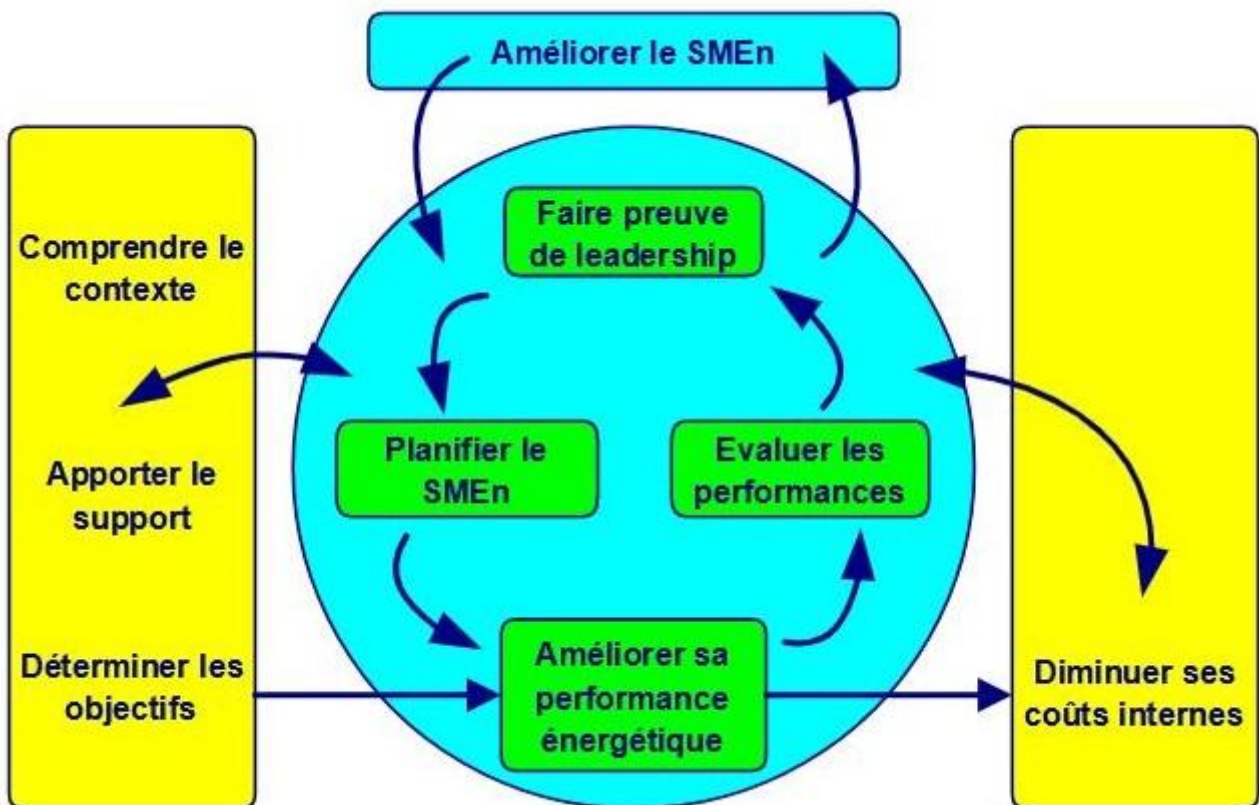 Améliorer le SMEn
Comprendre le
contexte
Apporter le
support
Déterminer les
objectifs
Faire preuve
de leadership
Planifier le
SMEn
Evaluer les
performances
Améliorer sa
performance
énergétique
Diminuer ses
coûts internes